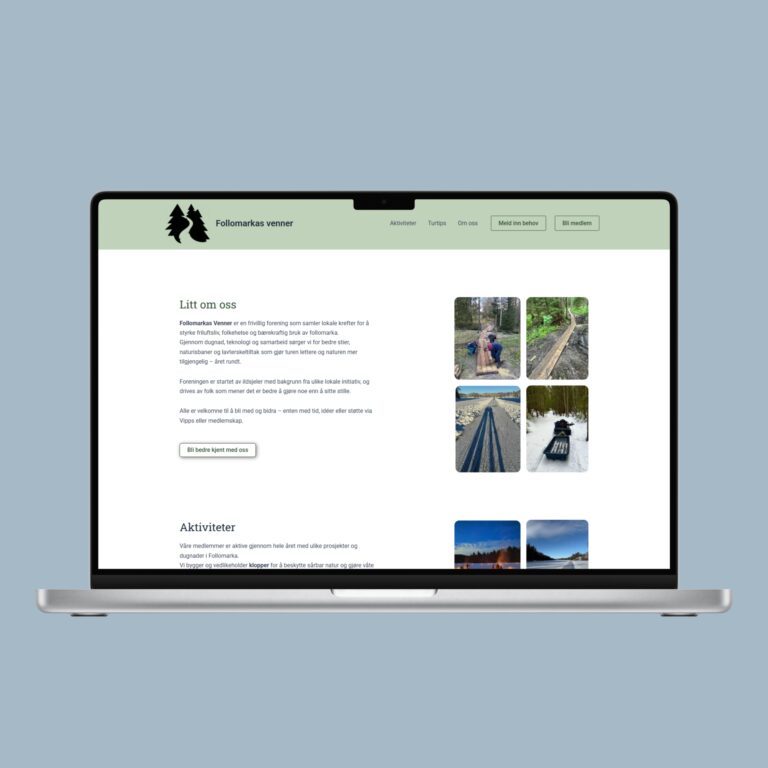 Follomarkas venner
Aktiviteter Turtips Om oss Meld inn behov Bli medlem
Litt om oss
Follomarkas Venner er en frivillig forening som samler lokale krefter for å
styrke friluftsliv, folkehelse og bærekraftig bruk av follomarka.
Gjennom dugnad, teknologi og samarbeid sørger vi for bedre stier,
naturisbaner og lavterskeltiltak som gjør turen lettere og naturen mer
tilgjengelig – året rundt.
Foreningen er startet av ildsjeler med bakgrunn fra ulike lokale initiativ, og
drives av folk som mener det er bedre å gjøre noe enn å sitte stille.
Alle er velkomne til å bli med og bidra – enten med tid, idéer eller støtte via
Vipps eller medlemskap.
Bli bedre kjent med oss
Aktiviteter
Våre medlemmer er aktive gjennom hele året med ulike prosjekter og
dugnader i Follomarka.
Vi bygger og vedlikeholder klopper for å beskytte sårbar natur og gjøre våte